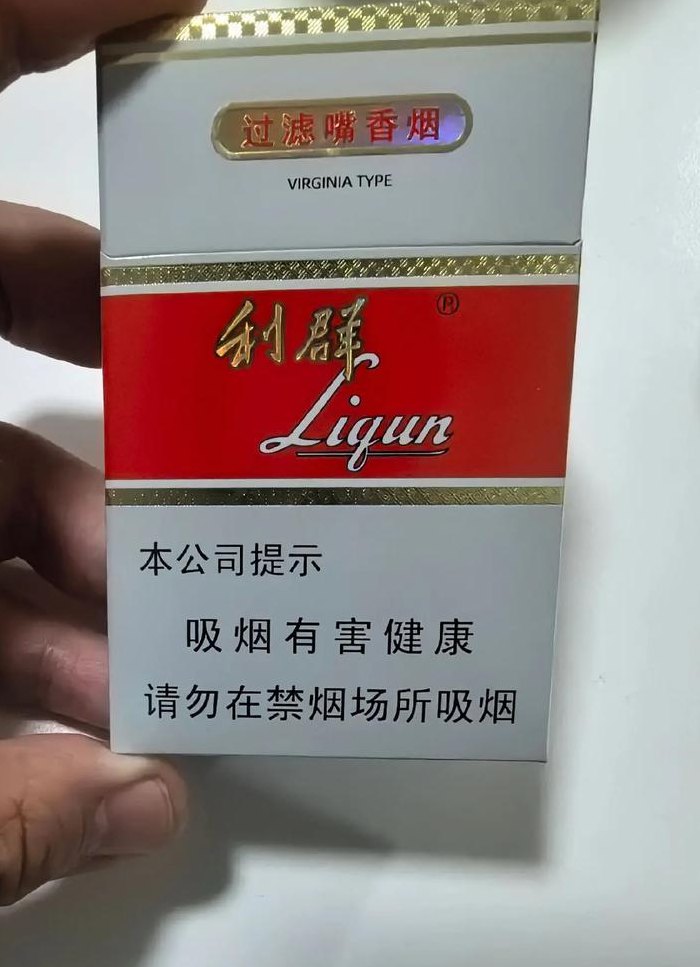 过滤嘴香烟
VIRGINIA TYPE
利群
®
Liqun
本公司提示
吸烟有害健康
请勿在禁烟场所吸烟